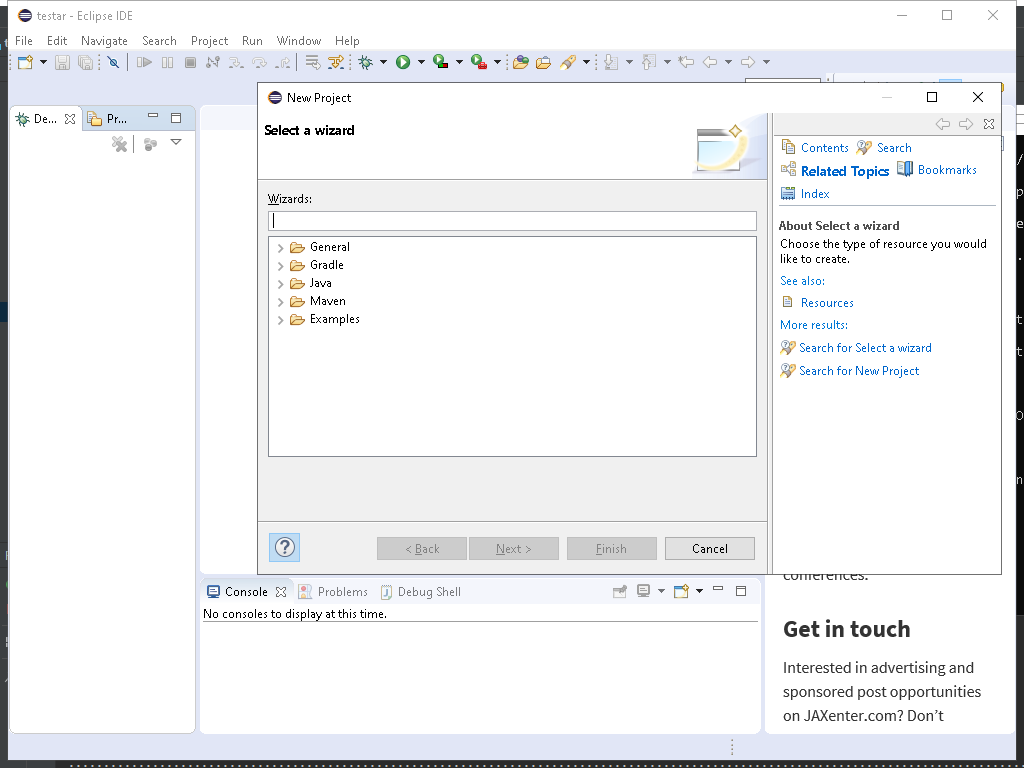 testar - Eclipse IDE
File Edit Navigate Search Project Run Window Help
De... Pr...
New Project
Select a wizard
Wizards:
General
Gradle
Java
Maven
Examples
? < Back Next > Finish Cancel
Contents Search
Related Topics Bookmarks
Index
About Select a wizard
Choose the type of resource you would
like to create.
See also:
Resources
More results:
Search for Select a wizard
Search for New Project
Console Problems Debug Shell
No consoles to display at this time.
conferences.
Get in touch
Interested in advertising and
sponsored post opportunities
on JAXenter.com? Don't